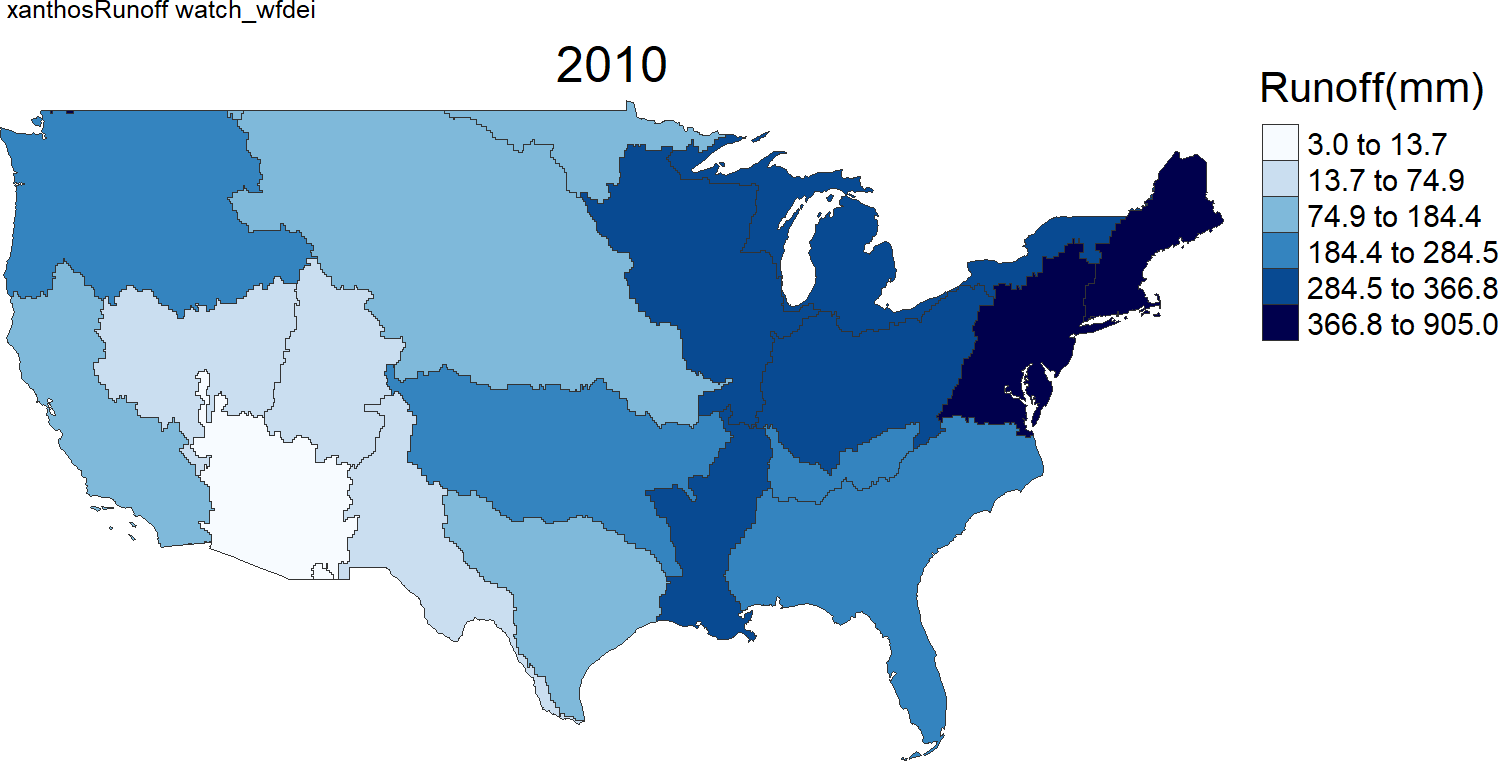 xanthosRunoff watch_wfdei
2010
Runoff(mm)
3.0 to 13.7
13.7 to 74.9
74.9 to 184.4
184.4 to 284.5
284.5 to 366.8
366.8 to 905.0